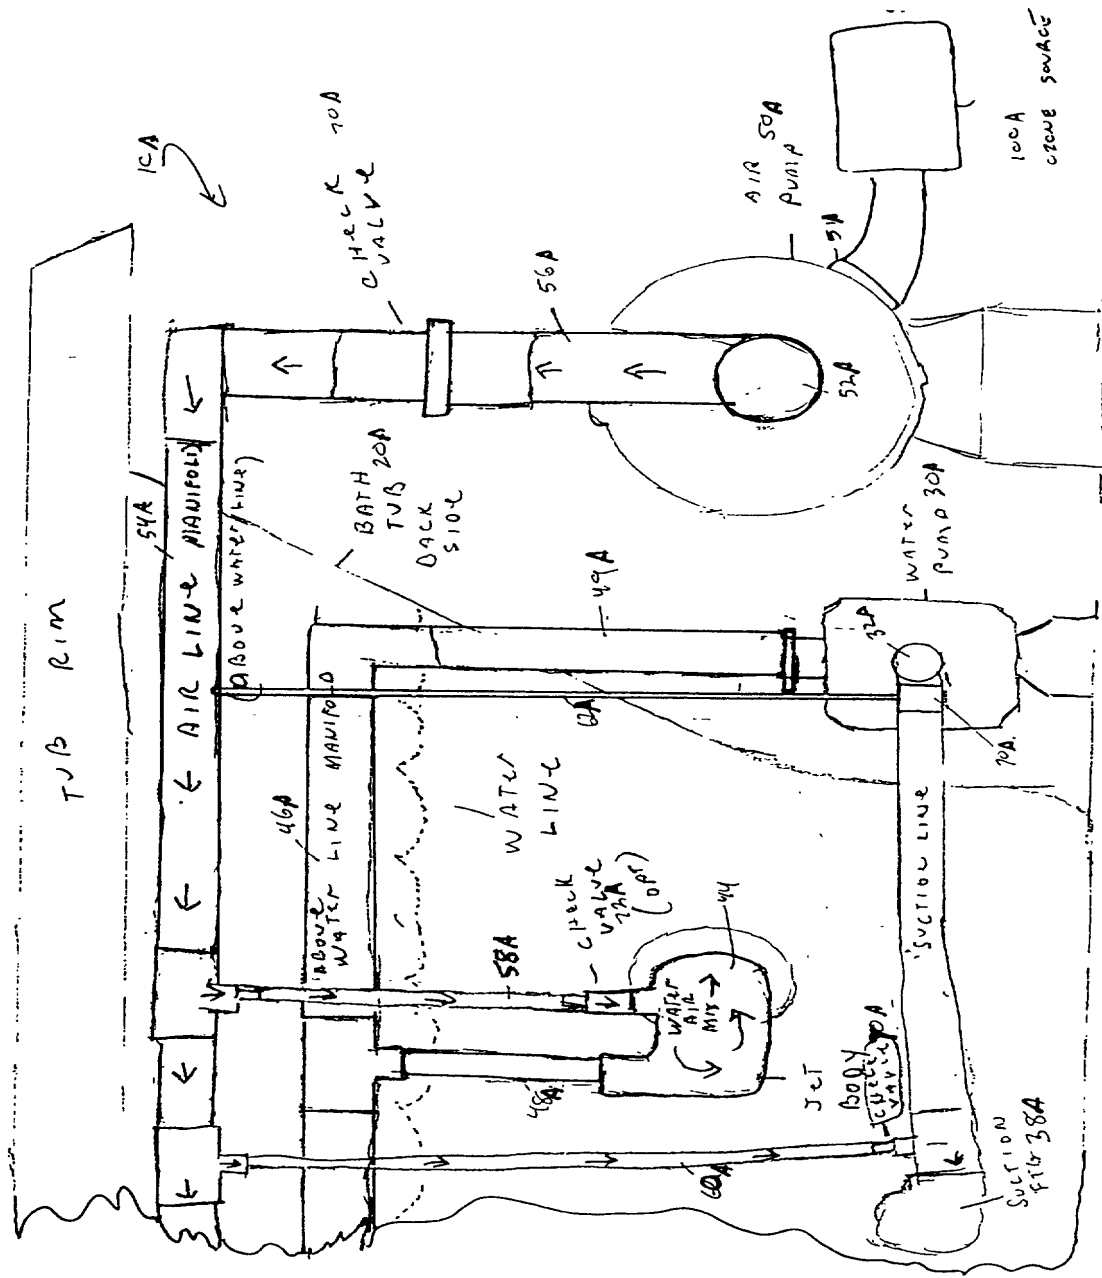 TUB RIM
54A
AIR LINE MANIFOLD
(ABOVE WATER LINE)
10A
CHECK 70A
VALVE
56A
AIR 50A
PUMP
51A
100A
OZONE SOURCE
52A
BATH 20A
TUB
BACK
SIDE
49A
WATER
PUMP 30A
32A
46A
ABOVE
WATER LINE MANIFOLD
WATER
LINE
70A
SUCTION LINE
58A
CHECK
VALVE
(OPT)
44
WATER
AIR
MIX
48A
JET
BODY
CHECK 70A
VALVE
60A
SUCTION
FTG 38A